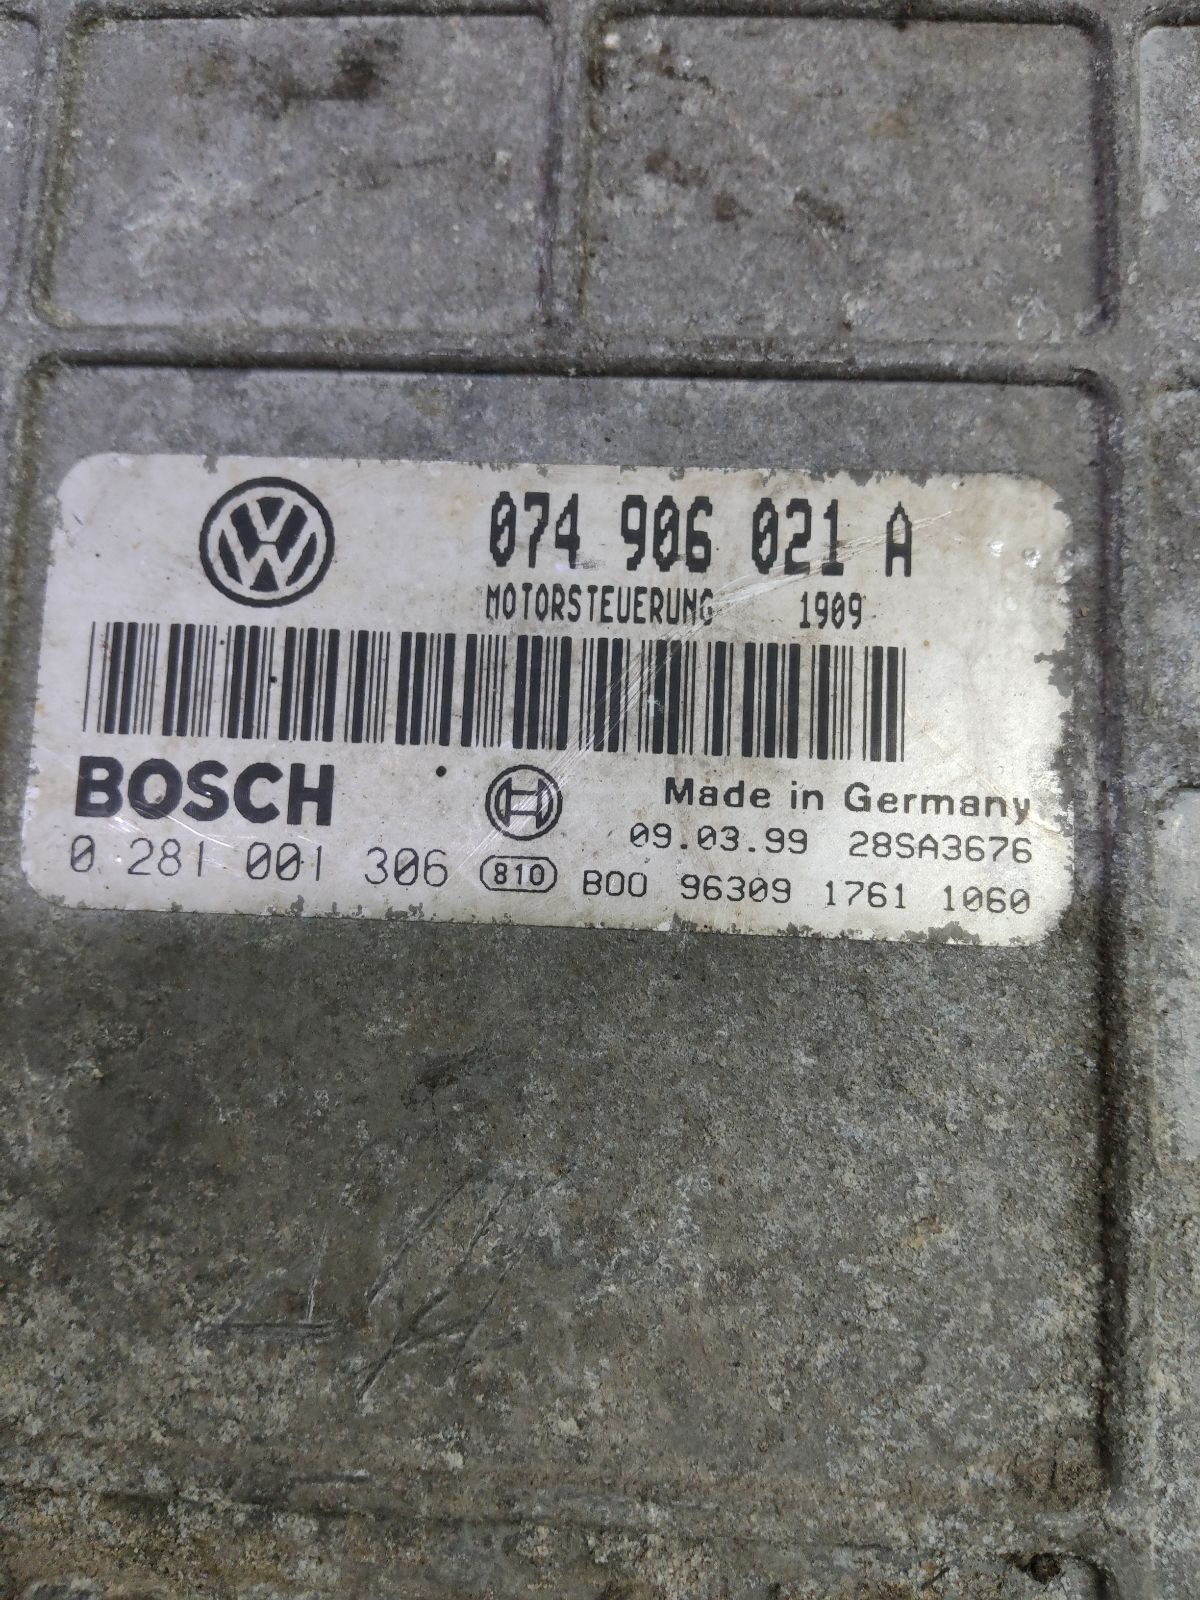 074 906 021 A
MOTORSTEUERUNG 1909
BOSCH
Made in Germany
09.03.99 28SA3676
0 281 001 306 810 B00 96309 1761 1060